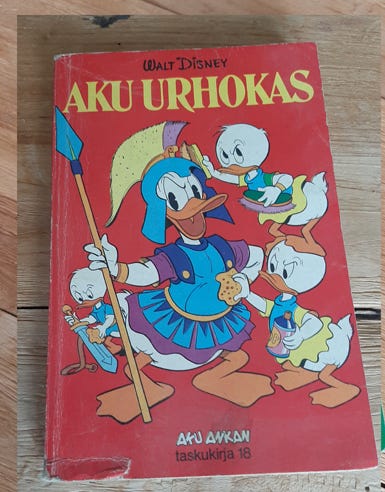 WALT DISNEY
AKU URHOKAS
AKU ANKAN
taskukirja 18